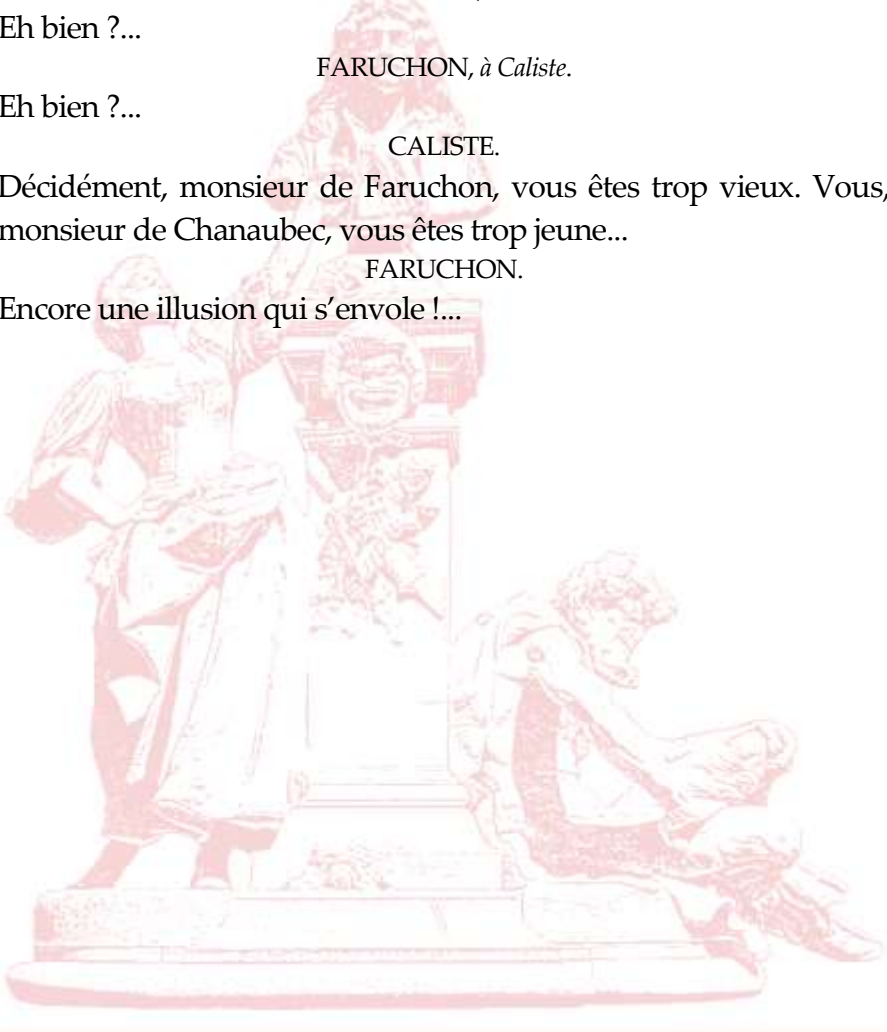 Eh bien ?...
FARUCHON, à Caliste.
Eh bien ?...
CALISTE.
Décidément, monsieur de Faruchon, vous êtes trop vieux. Vous,
monsieur de Chanaubec, vous êtes trop jeune...
FARUCHON.
Encore une illusion qui s’envole !...